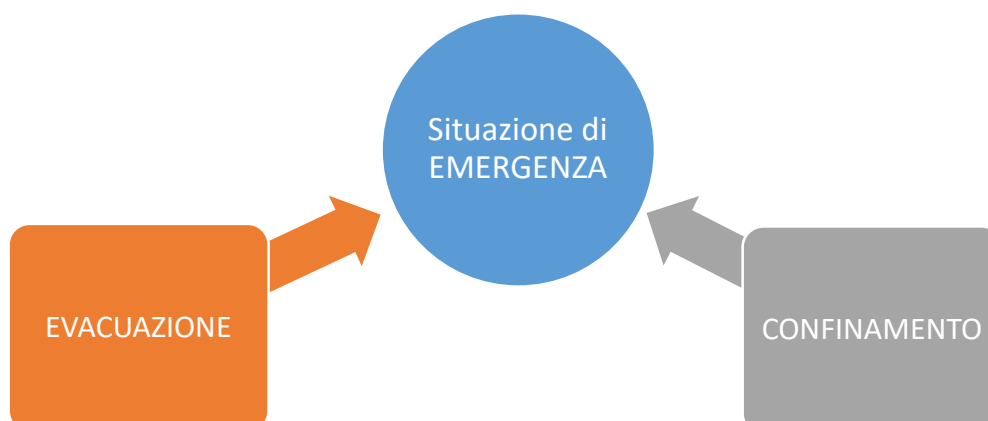 Situazione di
EMERGENZA
EVACUAZIONE
CONFINAMENTO